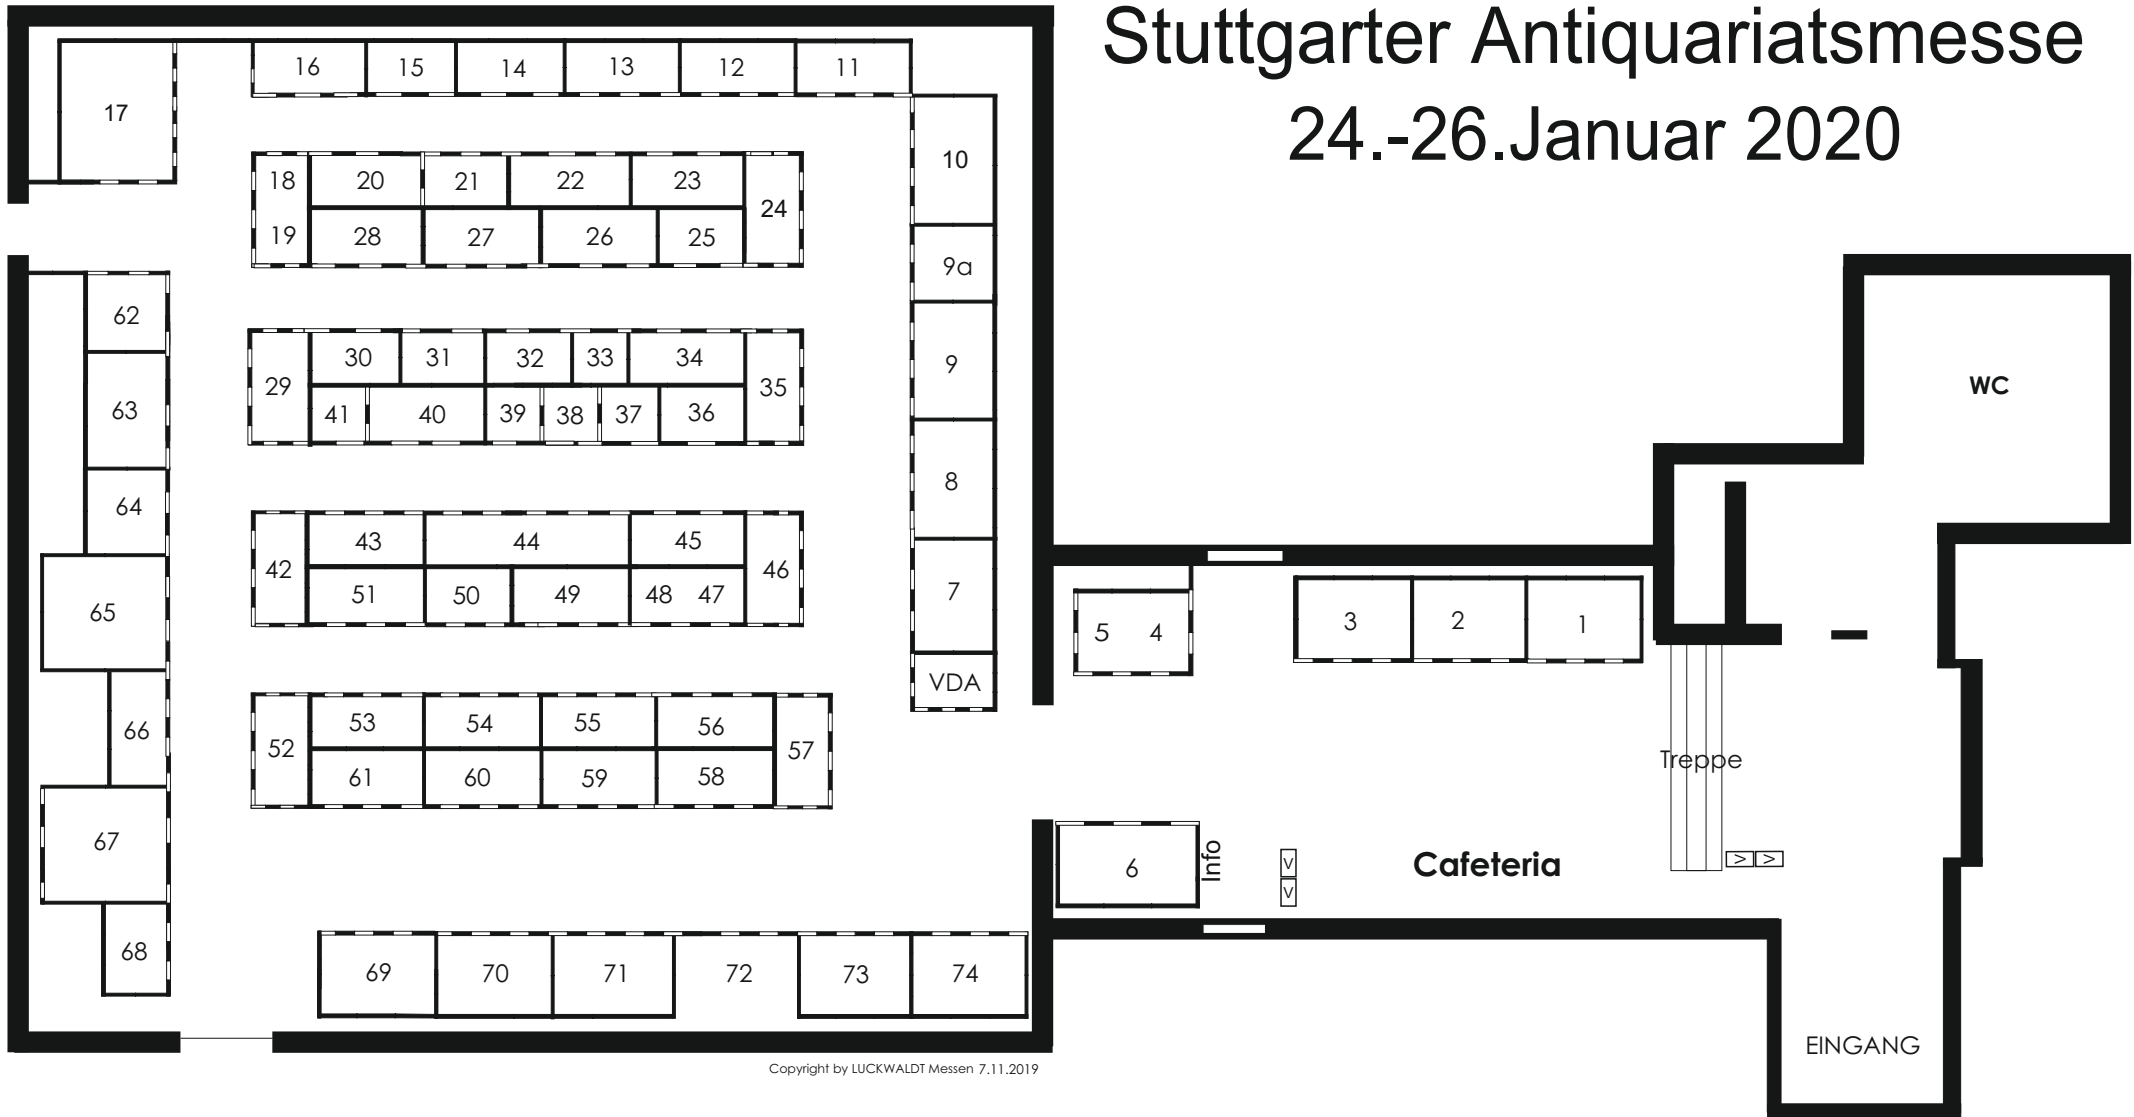 Stuttgarter Antiquariatsmesse
24.-26.Januar 2020
16 15 14 13 12 11
17
10
18 20 21 22 23
24
19 28 27 26 25
9a
62
30 31 32 33 34
9
29 35
63
41 40 39 38 37 36
WC
8
64
43 44 45
42 46
51 50 49 48 47
7
65
5 4
3 2 1
VDA
53 54 55 56
66
52 57
61 60 59 58
Treppe
67
6
Info
V
V
Cafeteria
> >
68
69 70 71 72 73 74
EINGANG
Copyright by LUCKWALDT Messen 7.11.2019